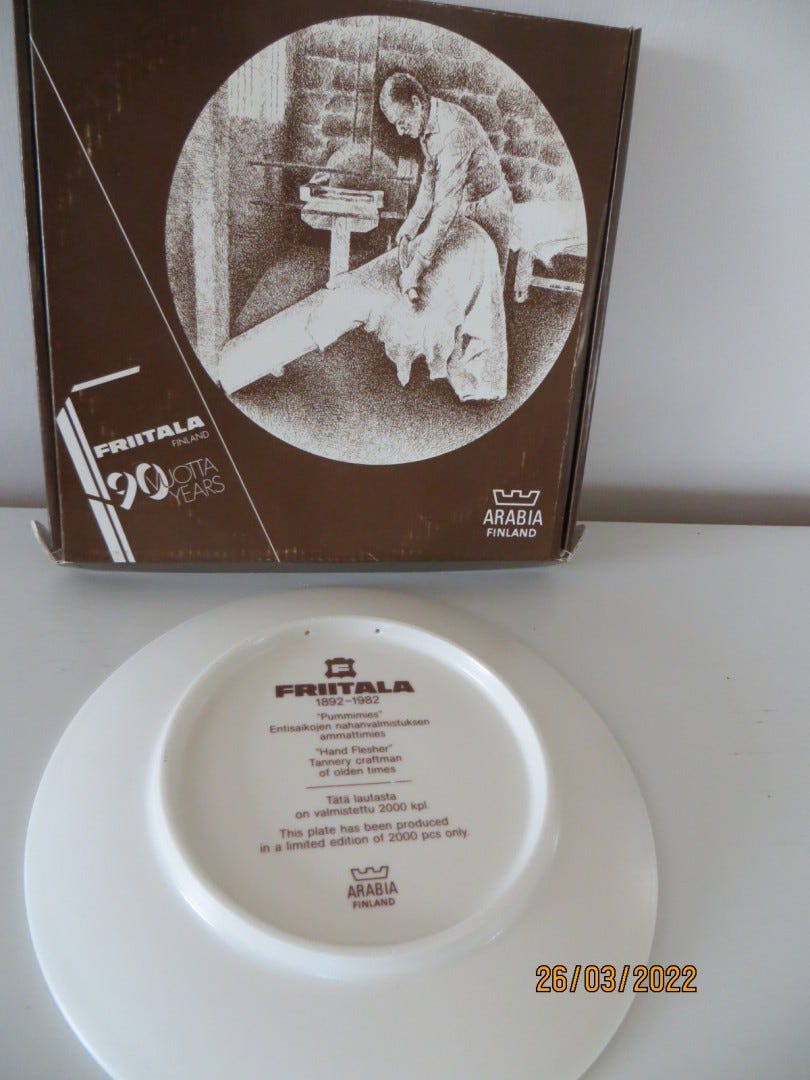 FRIITALA
FINLAND
90 VUOTTA
YEARS
ARABIA
FINLAND
F
FRIITALA
1892-1982
"Pummimies"
Entisaikojen nahanvalmistuksen
ammattimies
"Hand Flesher"
Tannery craftman
of olden times
Tätä lautasta
on valmistettu 2000 kpl.
This plate has been produced
in a limited edition of 2000 pcs only.
ARABIA
FINLAND
26/03/2022